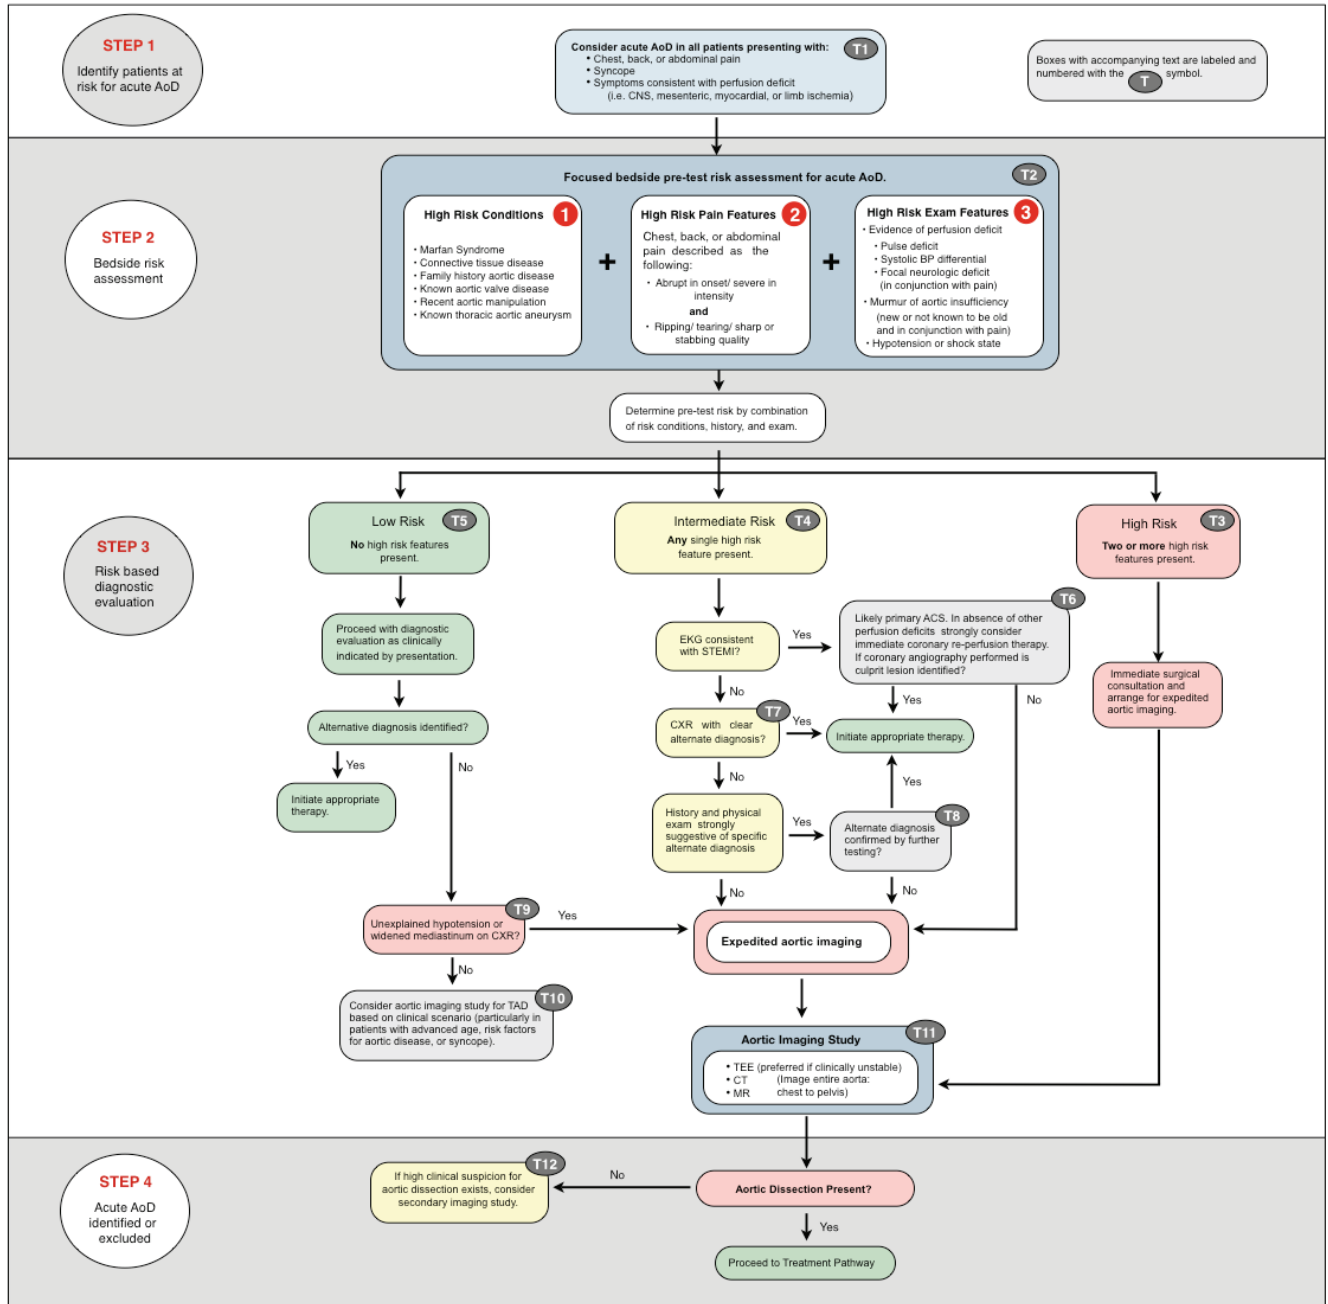 STEP 1
Identify patients at
risk for acute AoD
Consider acute AoD in all patients presenting with:
T1
• Chest, back, or abdominal pain
• Syncope
• Symptoms consistent with perfusion deficit
(i.e. CNS, mesenteric, myocardial, or limb ischemia)
Boxes with accompanying text are labeled and
numbered with the T symbol.
STEP 2
Bedside risk
assessment
Focused bedside pre-test risk assessment for acute AoD.
T2
High Risk Conditions
1
• Marfan Syndrome
• Connective tissue disease
• Family history aortic disease
• Known aortic valve disease
• Recent aortic manipulation
• Known thoracic aortic aneurysm
+
High Risk Pain Features
2
Chest, back, or abdominal
pain described as the
following:
• Abrupt in onset/ severe in
intensity
and
• Ripping/ tearing/ sharp or
stabbing quality
+
High Risk Exam Features
3
• Evidence of perfusion deficit
• Pulse deficit
• Systolic BP differential
• Focal neurologic deficit
(in conjunction with pain)
• Murmur of aortic insufficiency
(new or not known to be old
and in conjunction with pain)
• Hypotension or shock state
Determine pre-test risk by combination
of risk conditions, history, and exam.
STEP 3
Risk based
diagnostic
evaluation
Low Risk
T5
No high risk features
present.
Intermediate Risk
T4
Any single high risk
feature present.
High Risk
T3
Two or more high risk
features present.
Proceed with diagnostic
evaluation as clinically
indicated by presentation.
EKG consistent
with STEMI?
Yes
T6
Likely primary ACS. In absence of other
perfusion deficits strongly consider
immediate coronary re-perfusion therapy.
If coronary angiography performed is
culprit lesion identified?
Immediate surgical
consultation and
arrange for expedited
aortic imaging.
No
Yes
No
Alternative diagnosis identified?
T7
CXR with clear
alternate diagnosis?
Yes
Initiate appropriate therapy.
Yes
No
Initiate appropriate
therapy.
No
Yes
History and physical
exam strongly
suggestive of specific
alternate diagnosis
Yes
T8
Alternate diagnosis
confirmed by further
testing?
No
No
T9
Unexplained hypotension or
widened mediastinum on CXR?
Yes
Expedited aortic imaging
No
T10
Consider aortic imaging study for TAD
based on clinical scenario (particularly in
patients with advanced age, risk factors
for aortic disease, or syncope).
Aortic Imaging Study
T11
• TEE (preferred if clinically unstable)
• CT (Image entire aorta:
• MR chest to pelvis)
STEP 4
Acute AoD
identified or
excluded
T12
If high clinical suspicion for
aortic dissection exists, consider
secondary imaging study.
No
Aortic Dissection Present?
Yes
Proceed to Treatment Pathway